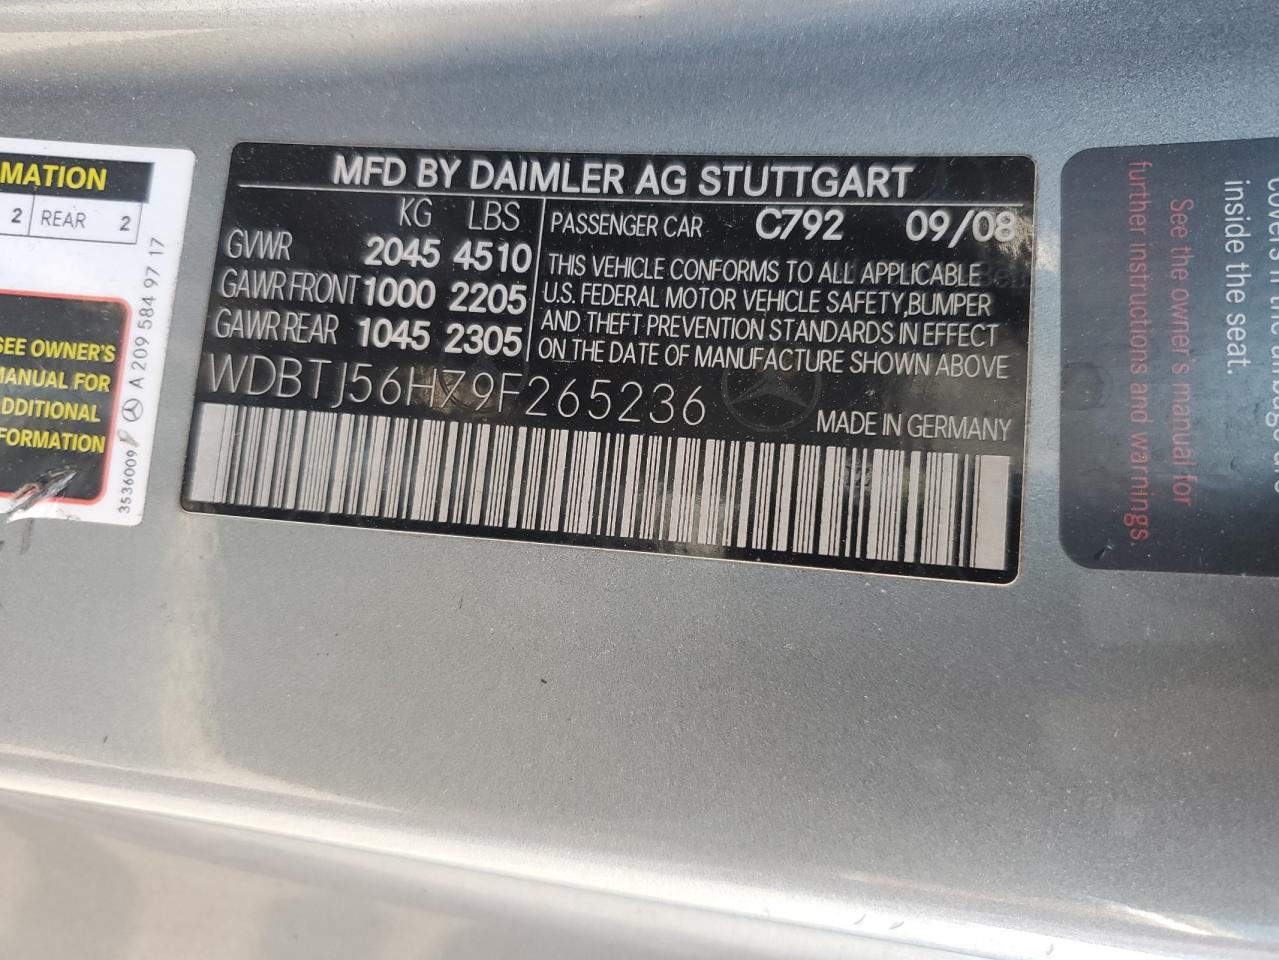 MATION
2 REAR 2
SEE OWNER'S
MANUAL FOR
DDITIONAL
FORMATION
3536009 A 209 584 97 17
MFD BY DAIMLER AG STUTTGART
KG LBS
GVWR 2045 4510
GAWR FRONT 1000 2205
GAWR REAR 1045 2305
PASSENGER CAR C792 09/08
THIS VEHICLE CONFORMS TO ALL APPLICABLE
U.S. FEDERAL MOTOR VEHICLE SAFETY,BUMPER
AND THEFT PREVENTION STANDARDS IN EFFECT
ON THE DATE OF MANUFACTURE SHOWN ABOVE
WDBTJ56H79F265236
MADE IN GERMANY
inside the seat.
See the owner's manual for
further instructions and warnings.